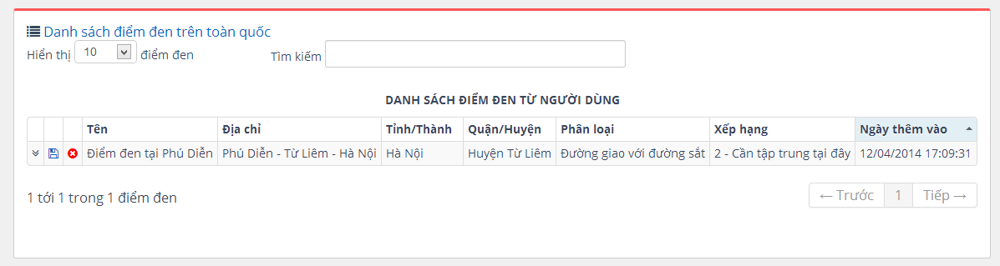 Danh sách điểm đen trên toàn quốc
Hiển thị 10 điểm đen Tìm kiếm
DANH SÁCH ĐIỂM ĐEN TỪ NGƯỜI DÙNG
Tên Địa chỉ Tỉnh/Thành Quận/Huyện Phân loại Xếp hạng Ngày thêm vào
Điểm đen tại Phú Diễn Phú Diễn - Từ Liêm - Hà Nội Hà Nội Huyện Từ Liêm Đường giao với đường sắt 2 - Cần tập trung tại đây 12/04/2014 17:09:31
1 tới 1 trong 1 điểm đen ← Trước 1 Tiếp →